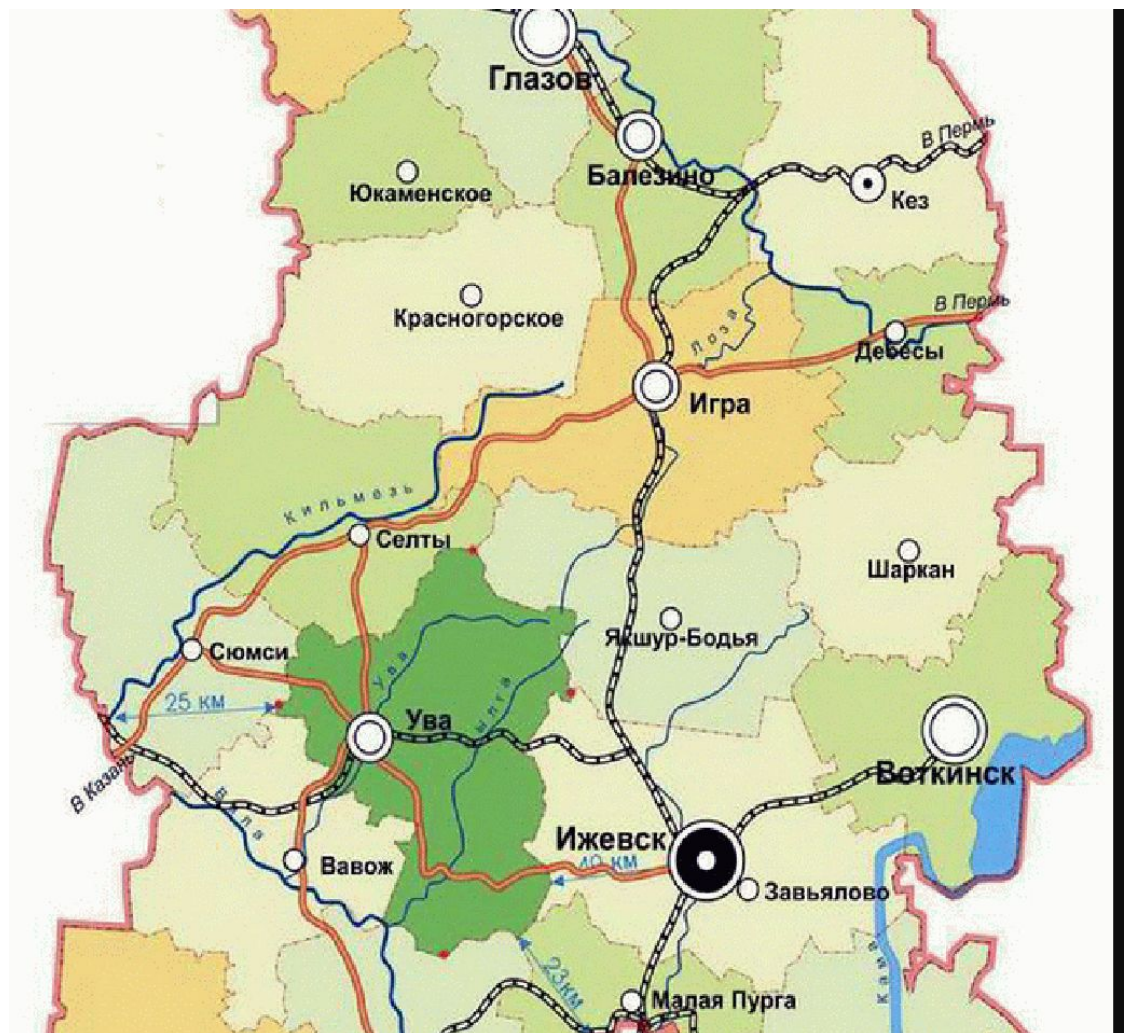 Глазов
Балезино
В Пермь
Юкаменское
Кез
Красногорское
В Пермь
Лоза
Дебёсы
Игра
Кильмезь
Селты
Шаркан
Якшур-Бодья
Сюмси
Ува
25 км
Ува
Воткинск
В Казань
Вала
Ижевск
40 км
Вавож
Завьялово
Кама
23км
Малая Пурга